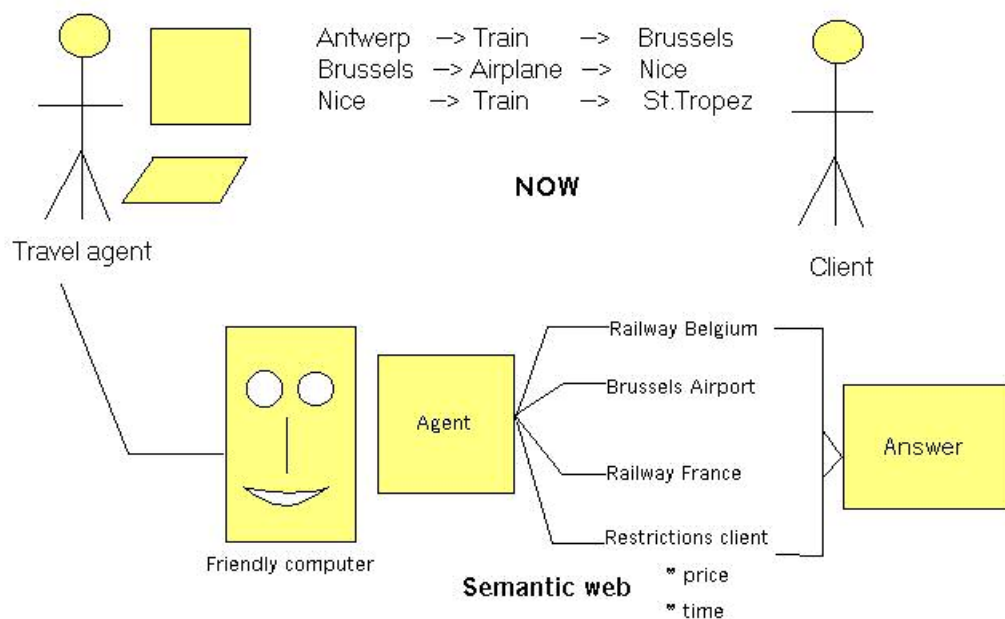 Antwerp —> Train —> Brussels
Brussels —> Airplane —> Nice
Nice —> Train —> St.Tropez
NOW
Travel agent
Client
Railway Belgium
Brussels Airport
Agent
Answer
Railway France
Restrictions client
Friendly computer
Semantic web
* price
* time